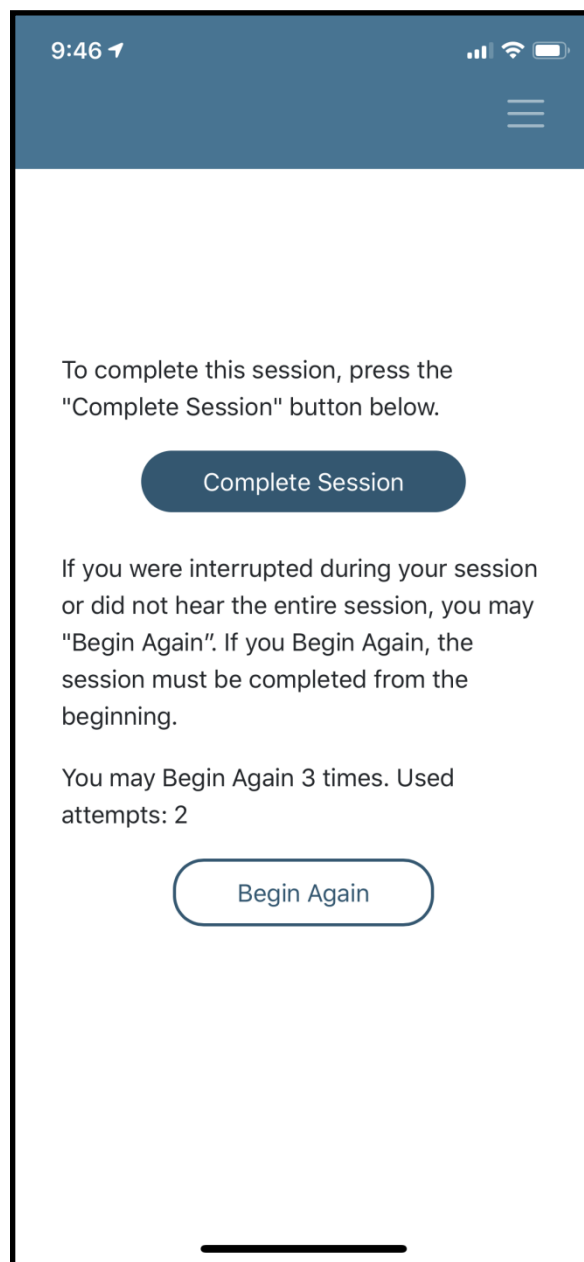 9:46
To complete this session, press the
"Complete Session" button below.
Complete Session
If you were interrupted during your session
or did not hear the entire session, you may
"Begin Again”. If you Begin Again, the
session must be completed from the
beginning.
You may Begin Again 3 times. Used
attempts: 2
Begin Again